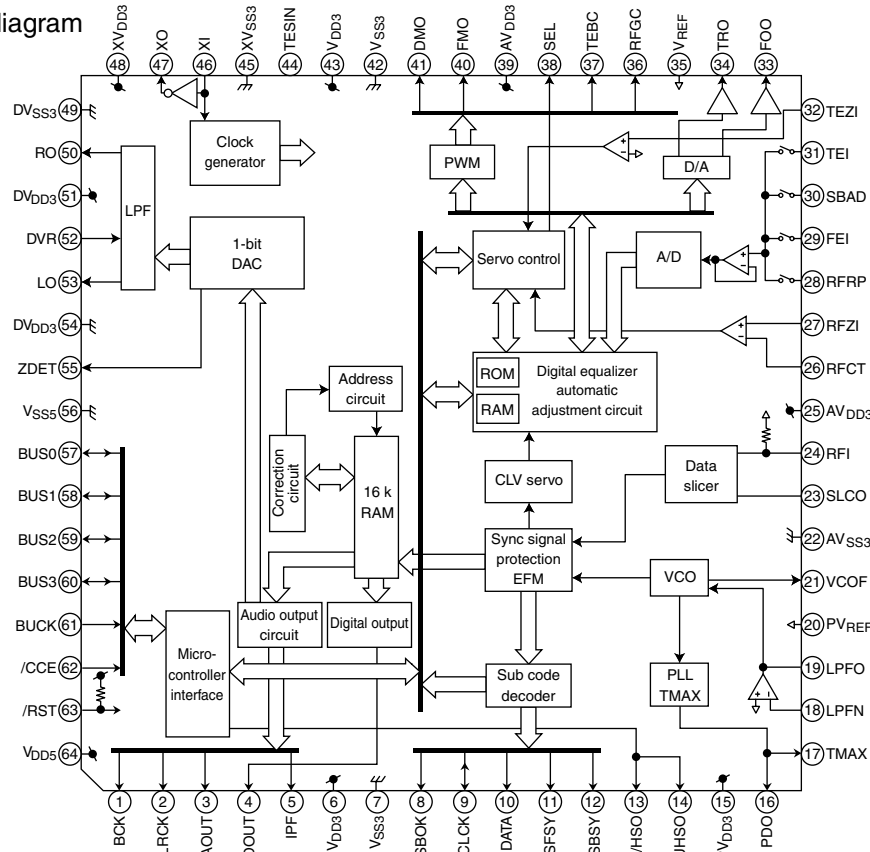 diagram
XVDD3
XO
XI
XVSS3
TESIN
VDD3
VSS3
DMO
FMO
AVDD3
SEL
TEBC
RFGC
VREF
TRO
FOO
48
47
46
45
44
43
42
41
40
39
38
37
36
35
34
33
DVSS3 49
RO 50
DVDD3 51
DVR 52
LO 53
DVDD3 54
ZDET 55
VSS5 56
BUS0 57
BUS1 58
BUS2 59
BUS3 60
BUCK 61
/CCE 62
/RST 63
VDD5 64
Clock
generator
LPF
1-bit
DAC
PWM
D/A
Servo control
A/D
ROM
RAM
Digital equalizer
automatic
adjustment circuit
Address
circuit
Correction
circuit
16 k
RAM
CLV servo
Data
slicer
Sync signal
protection
EFM
VCO
Audio output
circuit
Digital output
Micro-
controller
interface
Sub code
decoder
PLL
TMAX
+
−
+
−
+
−
+
−
32 TEZI
31 TEI
30 SBAD
29 FEI
28 RFRP
27 RFZI
26 RFCT
25 AVDD3
24 RFI
23 SLCO
22 AVSS3
21 VCOF
20 PVREF
19 LPFO
18 LPFN
17 TMAX
1
2
3
4
5
6
7
8
9
10
11
12
13
14
15
16
BCK
LRCK
AOUT
DOUT
IPF
VDD3
VSS3
SBOK
CLCK
DATA
SFSY
SBSY
/HSO
JHSO
VDD3
PDO